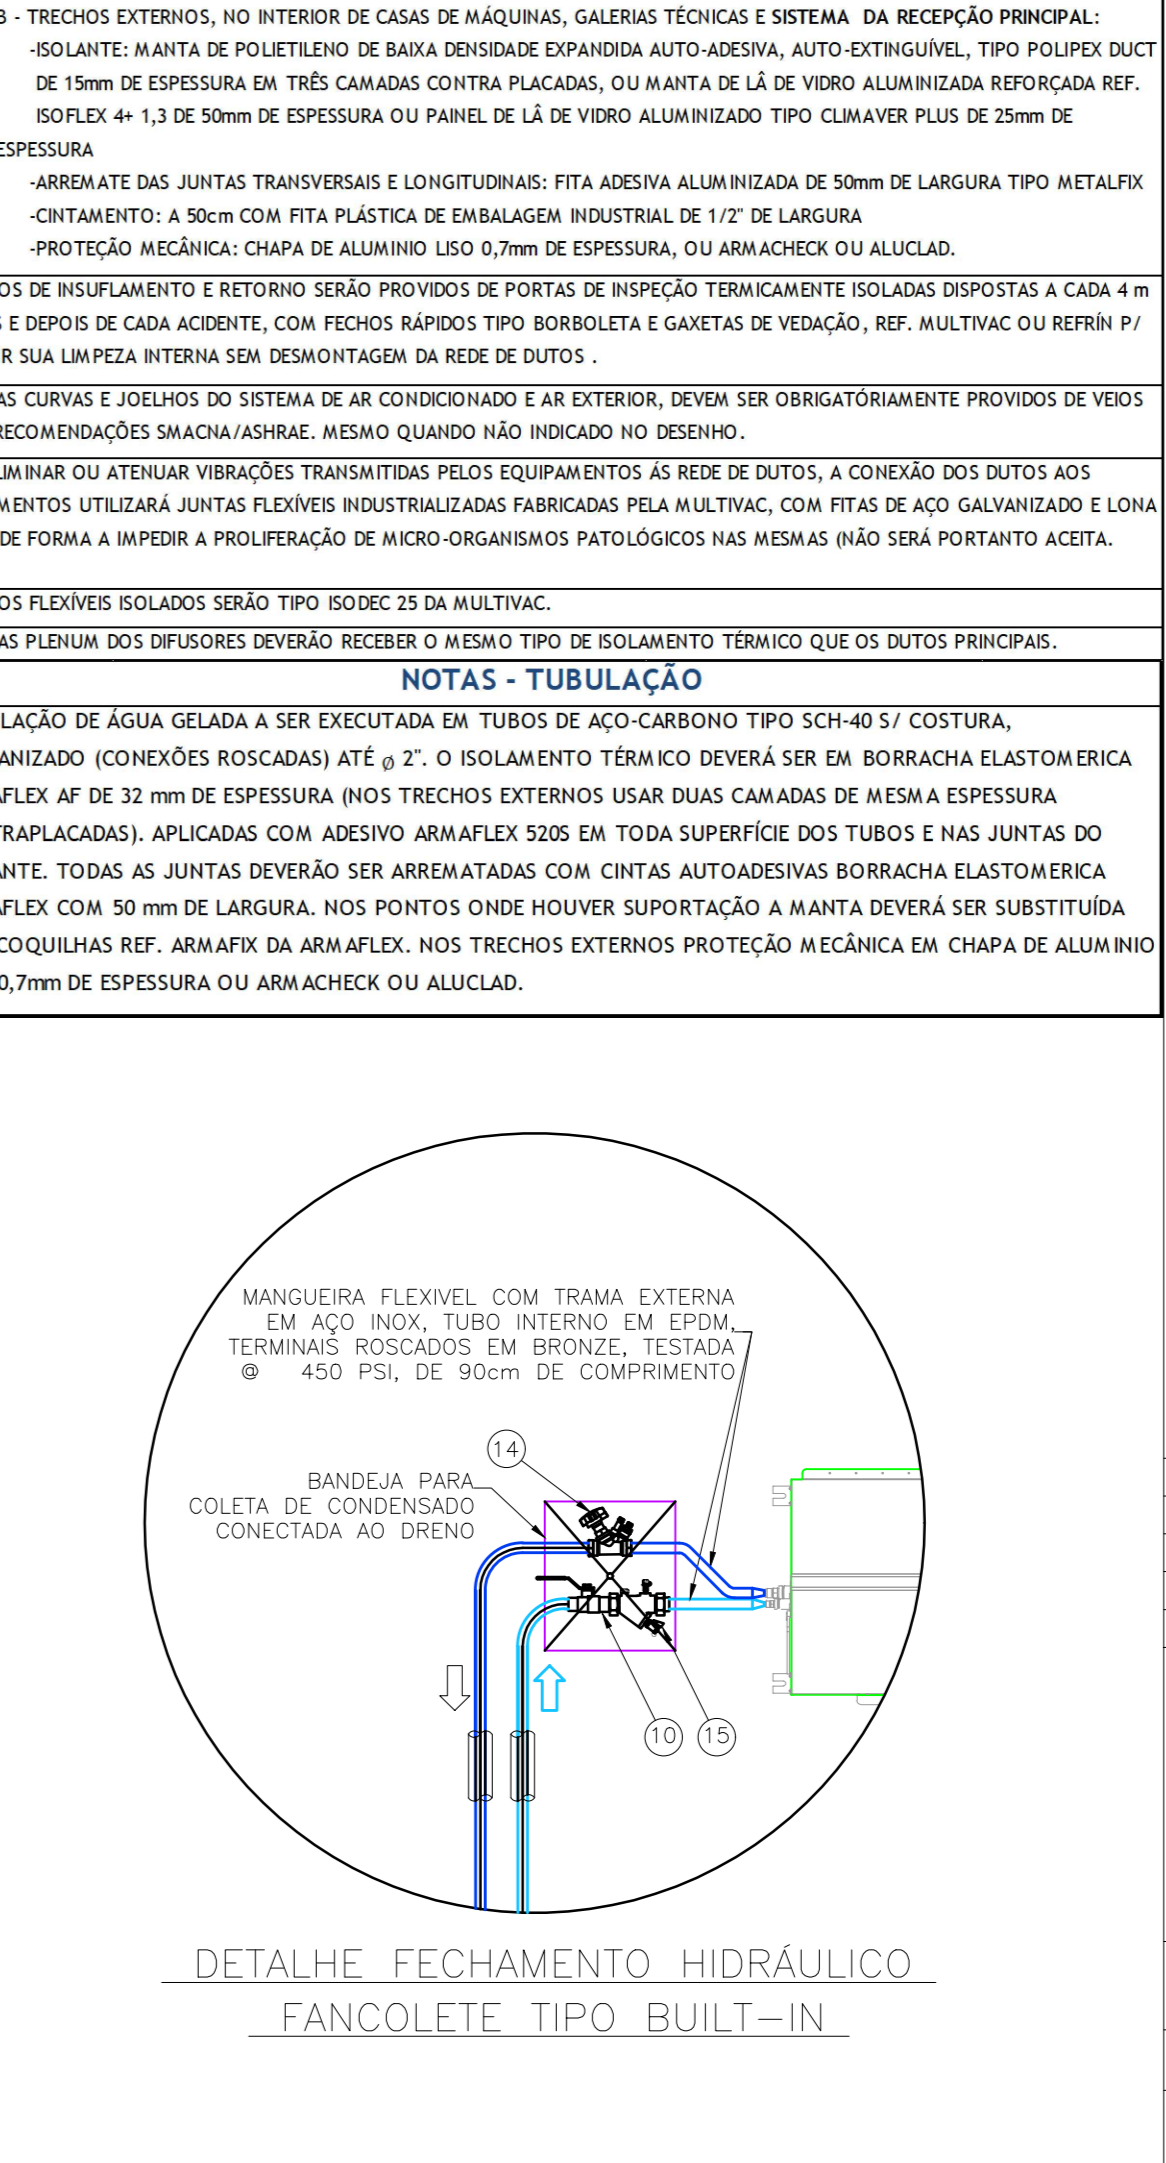 3 - TRECHOS EXTERNOS, NO INTERIOR DE CASAS DE MÁQUINAS, GALERIAS TÉCNICAS E SISTEMA DA RECEPÇÃO PRINCIPAL:
-ISOLANTE: MANTA DE POLIETILENO DE BAIXA DENSIDADE EXPANDIDA AUTO-ADESIVA, AUTO-EXTINGUÍVEL, TIPO POLIPEX DUCT
DE 15mm DE ESPESSURA EM TRÊS CAMADAS CONTRA PLACADAS, OU MANTA DE LÂ DE VIDRO ALUMINIZADA REFORÇADA REF.
ISOFLEX 4+ 1,3 DE 50mm DE ESPESSURA OU PAINEL DE LÂ DE VIDRO ALUMINIZADO TIPO CLIMAVER PLUS DE 25mm DE
ESPESSURA
-ARREMATE DAS JUNTAS TRANSVERSAIS E LONGITUDINAIS: FITA ADESIVA ALUMINIZADA DE 50mm DE LARGURA TIPO METALFIX
-CINTAMENTO: A 50cm COM FITA PLÁSTICA DE EMBALAGEM INDUSTRIAL DE 1/2" DE LARGURA
-PROTEÇÃO MECÂNICA: CHAPA DE ALUMINIO LISO 0,7mm DE ESPESSURA, OU ARMACHECK OU ALUCLAD.
OS DE INSUFLAMENTO E RETORNO SERÃO PROVIDOS DE PORTAS DE INSPEÇÃO TERMICAMENTE ISOLADAS DISPOSTAS A CADA 4 m
S E DEPOIS DE CADA ACIDENTE, COM FECHOS RÁPIDOS TIPO BORBOLETA E GAXETAS DE VEDAÇÃO, REF. MULTIVAC OU REFRÍN P/
R SUA LIMPEZA INTERNA SEM DESMONTAGEM DA REDE DE DUTOS .
AS CURVAS E JOELHOS DO SISTEMA DE AR CONDICIONADO E AR EXTERIOR, DEVEM SER OBRIGATÓRIAMENTE PROVIDOS DE VEIOS
RECOMENDAÇÕES SMACNA/ASHRAE. MESMO QUANDO NÃO INDICADO NO DESENHO.
LIMINAR OU ATENUAR VIBRAÇÕES TRANSMITIDAS PELOS EQUIPAMENTOS ÁS REDE DE DUTOS, A CONEXÃO DOS DUTOS AOS
MENTOS UTILIZARÁ JUNTAS FLEXÍVEIS INDUSTRIALIZADAS FABRICADAS PELA MULTIVAC, COM FITAS DE AÇO GALVANIZADO E LONA
DE FORMA A IMPEDIR A PROLIFERAÇÃO DE MICRO-ORGANISMOS PATOLÓGICOS NAS MESMAS (NÃO SERÁ PORTANTO ACEITA.
OS FLEXÍVEIS ISOLADOS SERÃO TIPO ISODEC 25 DA MULTIVAC.
AS PLENUM DOS DIFUSORES DEVERÃO RECEBER O MESMO TIPO DE ISOLAMENTO TÉRMICO QUE OS DUTOS PRINCIPAIS.
NOTAS - TUBULAÇÃO
LAÇÃO DE ÁGUA GELADA A SER EXECUTADA EM TUBOS DE AÇO-CARBONO TIPO SCH-40 S/ COSTURA,
ANIZADO (CONEXÕES ROSCADAS) ATÉ ø 2". O ISOLAMENTO TÉRMICO DEVERÁ SER EM BORRACHA ELASTOMERICA
AFLEX AF DE 32 mm DE ESPESSURA (NOS TRECHOS EXTERNOS USAR DUAS CAMADAS DE MESMA ESPESSURA
TRAPLACADAS). APLICADAS COM ADESIVO ARMAFLEX 520S EM TODA SUPERFÍCIE DOS TUBOS E NAS JUNTAS DO
ANTE. TODAS AS JUNTAS DEVERÃO SER ARREMATADAS COM CINTAS AUTOADESIVAS BORRACHA ELASTOMERICA
AFLEX COM 50 mm DE LARGURA. NOS PONTOS ONDE HOUVER SUPORTAÇÃO A MANTA DEVERÁ SER SUBSTITUÍDA
COQUILHAS REF. ARMAFIX DA ARMAFLEX. NOS TRECHOS EXTERNOS PROTEÇÃO MECÂNICA EM CHAPA DE ALUMINIO
0,7mm DE ESPESSURA OU ARMACHECK OU ALUCLAD.
MANGUEIRA FLEXIVEL COM TRAMA EXTERNA
EM AÇO INOX, TUBO INTERNO EM EPDM,
TERMINAIS ROSCADOS EM BRONZE, TESTADA
@ 450 PSI, DE 90cm DE COMPRIMENTO
14
BANDEJA PARA
COLETA DE CONDENSADO
CONECTADA AO DRENO
10 15
DETALHE FECHAMENTO HIDRÁULICO
FANCOLETE TIPO BUILT-IN